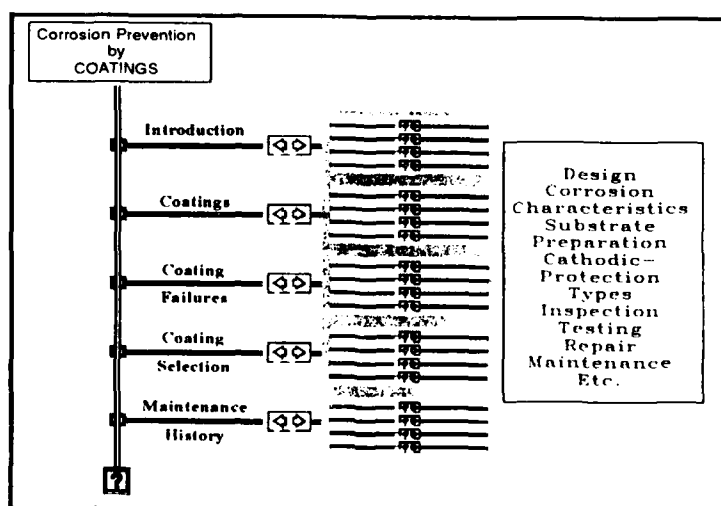 Corrosion Prevention
by
COATINGS
Introduction
Coatings
Coating
Failures
Coating
Selection
Maintenance
History
?
Design
Corrosion
Characteristics
Substrate
Preparation
Cathodic-
Protection
Types
Inspection
Testing
Repair
Maintenance
Etc.